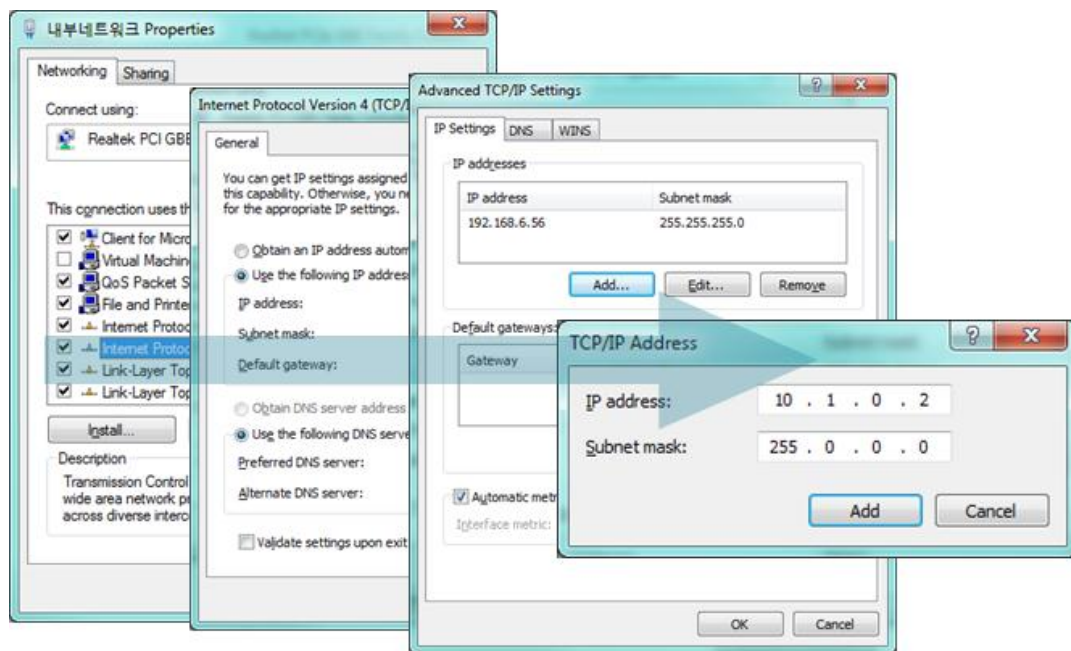 내부네트워크 Properties
Networking
Sharing
Connect using:
Realtek PCI GBE
This connection uses th
Client for Micro
Virtual Machin
QoS Packet S
File and Printe
Internet Protoc
Internet Protoc
Link-Layer Top
Link-Layer Top
Install...
Description
Transmission Control
wide area network pr
across diverse interco
Internet Protocol Version 4 (TCP/I
General
You can get IP settings assigned
this capability. Otherwise, you ne
for the appropriate IP settings.
Obtain an IP address autom
Use the following IP address
IP address:
Subnet mask:
Default gateway:
Obtain DNS server address
Use the following DNS serve
Preferred DNS server:
Alternate DNS server:
Validate settings upon exit
Advanced TCP/IP Settings
IP Settings
DNS
WINS
IP addresses
IP address Subnet mask
192.168.6.56 255.255.255.0
Add... Edit... Remove
Default gateways:
Gateway
Automatic metr
Interface metric:
OK Cancel
TCP/IP Address
IP address: 10 . 1 . 0 . 2
Subnet mask: 255 . 0 . 0 . 0
Add Cancel